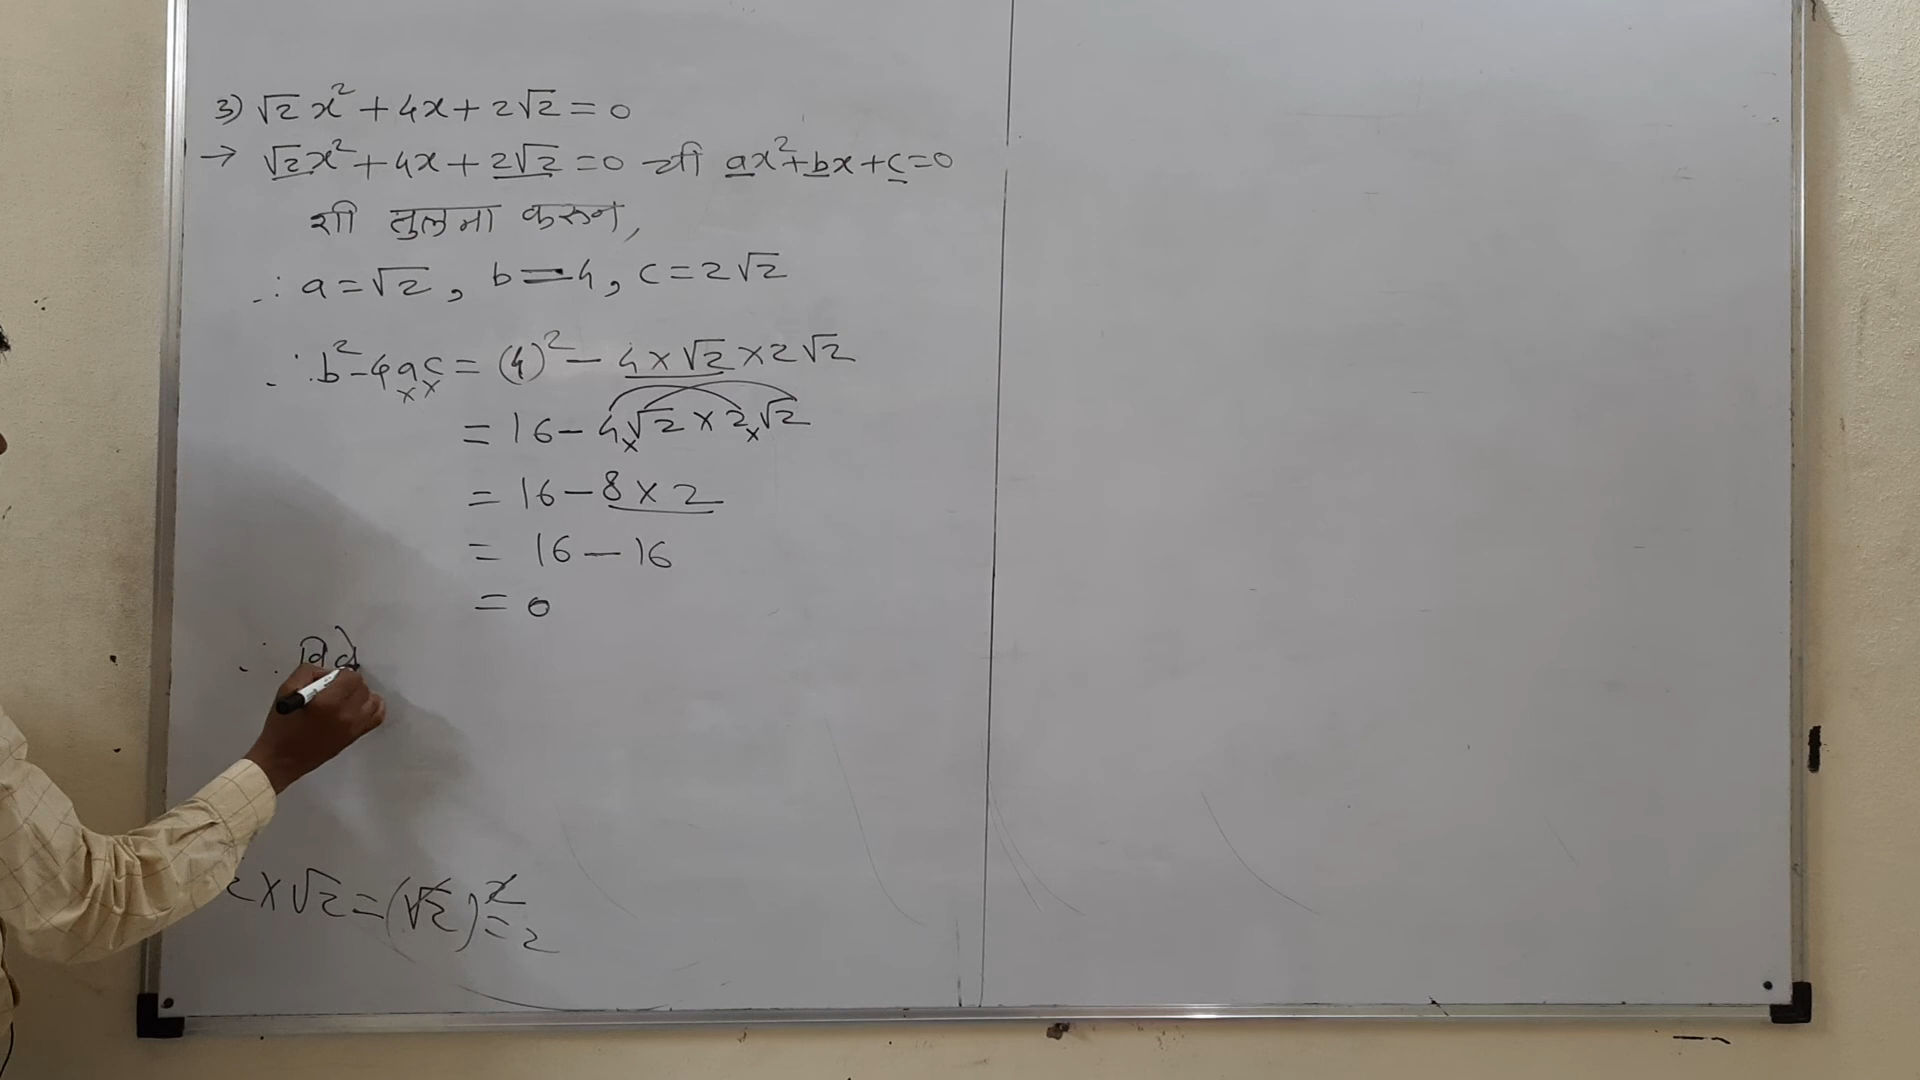 3) √2 x² + 4x + 2√2 = 0
→ √2x² + 4x + 2√2 = 0 ची ax² + bx + c = 0
शी तुलना करून,
∴ a = √2, b = 4, c = 2√2
∴ b² - 4ac = (4)² - 4 × √2 × 2√2
= 16 - 4×√2 × 2×√2
= 16 - 8 × 2
= 16 - 16
= 0
∴ विवे
2 × √2 = (√2)² = 2